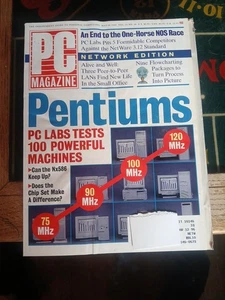 An End to the One-Horse NOS Race
PC Labs Pits 5 Formidable Competitors
Against the NetWare 3.12 Standard
PC
MAGAZINE
NETWORK EDITION
Alive and Well:
Three Peer-to-Peer
LANs Find New Life
In the Small Office
Nine Flowcharting
Packages to
Turn Process
Into Picture
Pentiums
PC LABS TESTS
100 POWERFUL
MACHINES
Can the Nx586
Keep Up?
Does the
Chip Set Make
A Difference?
120
MHz
100
MHz
90
MHz
75
MHz